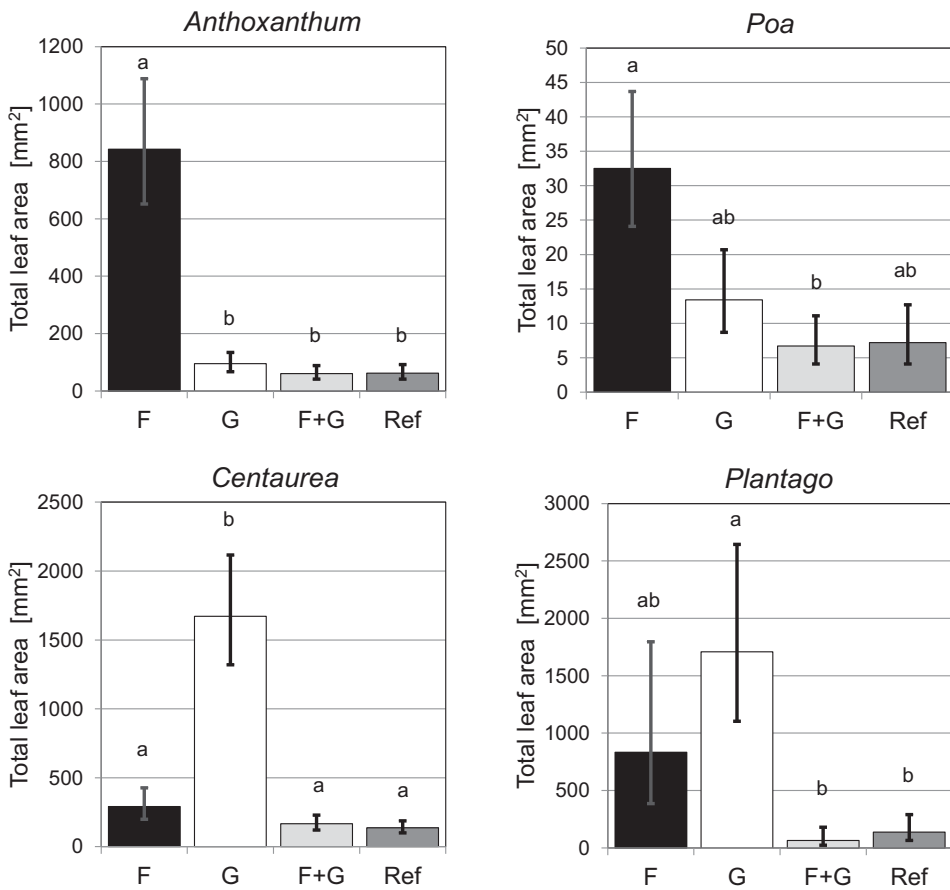 Anthoxanthum
Total leaf area [mm²]
1200
1000
800
600
400
200
0
a
b
b
b
F G F+G Ref
Poa
Total leaf area [mm²]
50
45
40
35
30
25
20
15
10
5
0
a
ab
b
ab
F G F+G Ref
Centaurea
Total leaf area [mm²]
2500
2000
1500
1000
500
0
a
b
a
a
F G F+G Ref
Plantago
Total leaf area [mm²]
3000
2500
2000
1500
1000
500
0
ab
a
b
b
F G F+G Ref